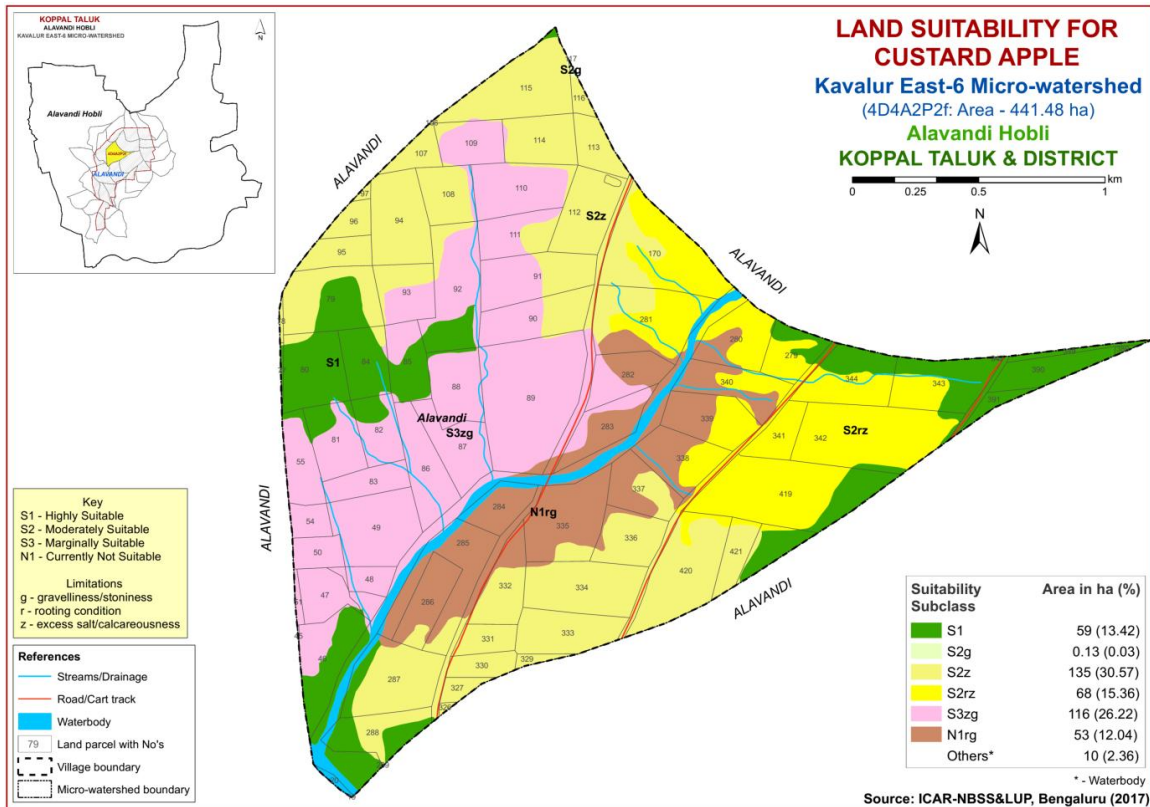 KOPPAL TALUK
ALAVANDI HOBLI
KAVALUR EAST-6 MICRO-WATERSHED
N
Alavandi Hobli
ALAVANDI
LAND SUITABILITY FOR
CUSTARD APPLE
Kavalur East-6 Micro-watershed
(4D4A2P2f: Area - 441.48 ha)
Alavandi Hobli
KOPPAL TALUK & DISTRICT
km
0 0.25 0.5 1
N
17
S2g
115
116
ALAVANDI
109
114
113
107
110
108
112
S2z
96
94
111
170
ALAVANDI
95
91
93
92
79
90
281
280
279
S1
84
85
282
344
343
390
88
340
391
89
Alavandi
S3zg
339
S2rz
81
82
87
283
341
342
55
86
338
83
337
419
ALAVANDI
284
N1rg
54
49
335
285
336
421
50
420
48
332
334
47
286
ALAVANDI
331
333
46
330
329
287
327
288
Key
S1 - Highly Suitable
S2 - Moderately Suitable
S3 - Marginally Suitable
N1 - Currently Not Suitable
Limitations
g - gravelliness/stoniness
r - rooting condition
z - excess salt/calcareousness
References
Streams/Drainage
Road/Cart track
Waterbody
79 Land parcel with No's
Village boundary
Micro-watershed boundary
Suitability Subclass Area in ha (%)
S1 59 (13.42)
S2g 0.13 (0.03)
S2z 135 (30.57)
S2rz 68 (15.36)
S3zg 116 (26.22)
N1rg 53 (12.04)
Others* 10 (2.36)
* - Waterbody
Source: ICAR-NBSS&LUP, Bengaluru (2017)